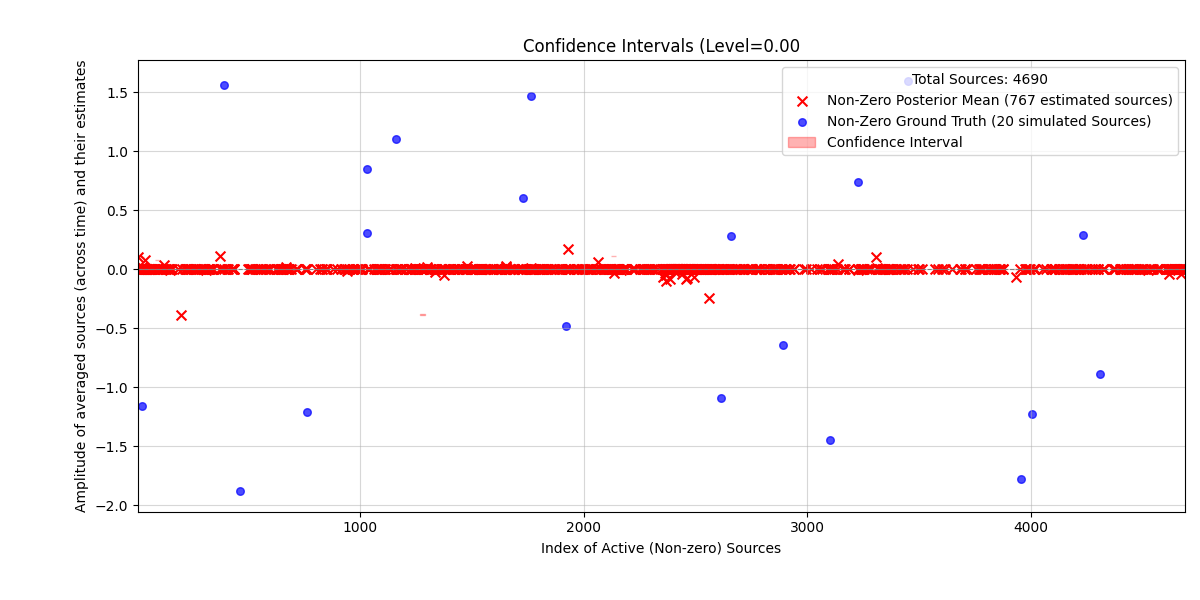 Confidence Intervals (Level=0.00
Amplitude of averaged sources (across time) and their estimates
1.5
1.0
0.5
0.0
−0.5
−1.0
−1.5
−2.0
Total Sources: 4690
Non-Zero Posterior Mean (767 estimated sources)
Non-Zero Ground Truth (20 simulated Sources)
Confidence Interval
1000 2000 3000 4000
Index of Active (Non-zero) Sources